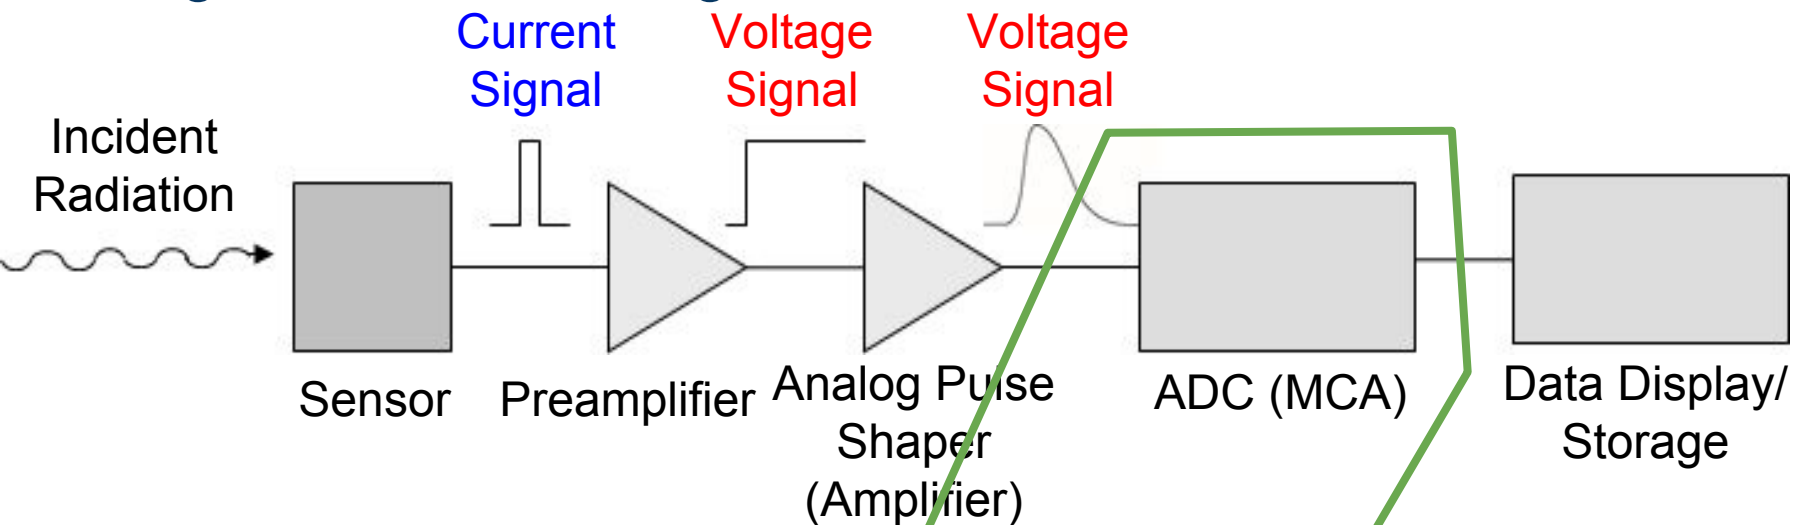 Current
Signal
Voltage
Signal
Voltage
Signal
Incident
Radiation
Sensor
Preamplifier
Analog Pulse
Shaper
(Amplifier)
ADC (MCA)
Data Display/
Storage